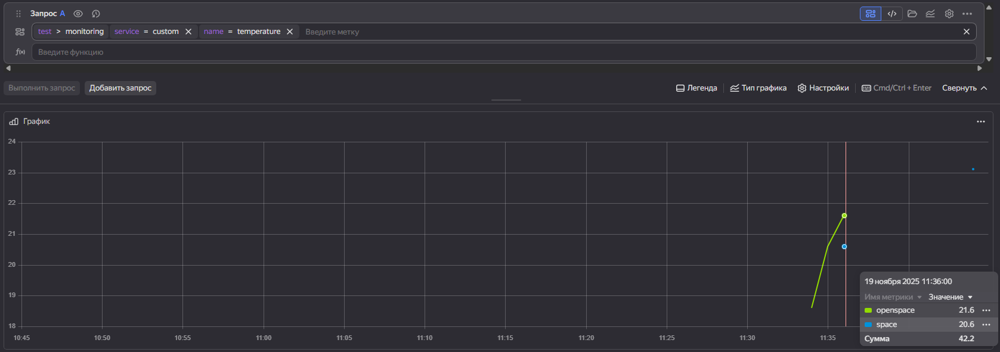 Запрос A
test > monitoring service = custom name = temperature Введите метку
f(x) Введите функцию
Выполнить запрос Добавить запрос Легенда Тип графика Настройки Cmd/Ctrl + Enter Свернуть
График
24
23
22
21
20
19
18
10:45 10:50 10:55 11:00 11:05 11:10 11:15 11:20 11:25 11:30 11:35
19 ноября 2025 11:36:00
Имя метрики Значение
openspace 21.6
space 20.6
Сумма 42.2